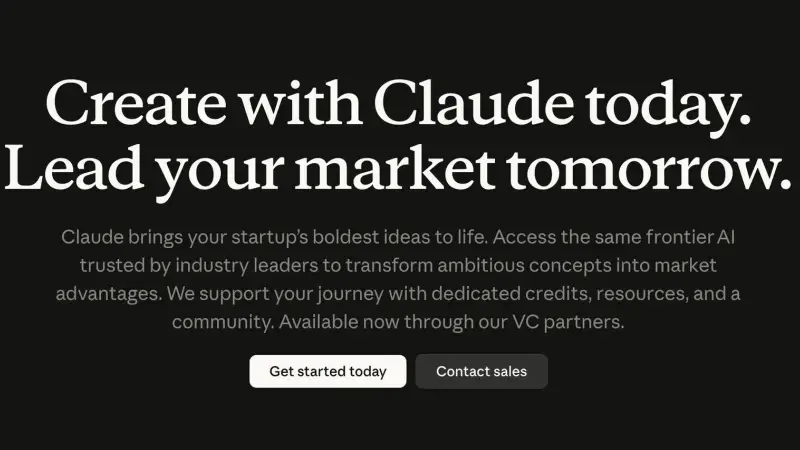 Create with Claude today.
Lead your market tomorrow.
Claude brings your startup’s boldest ideas to life. Access the same frontier AI
trusted by industry leaders to transform ambitious concepts into market
advantages. We support your journey with dedicated credits, resources, and a
community. Available now through our VC partners.
Get started today
Contact sales